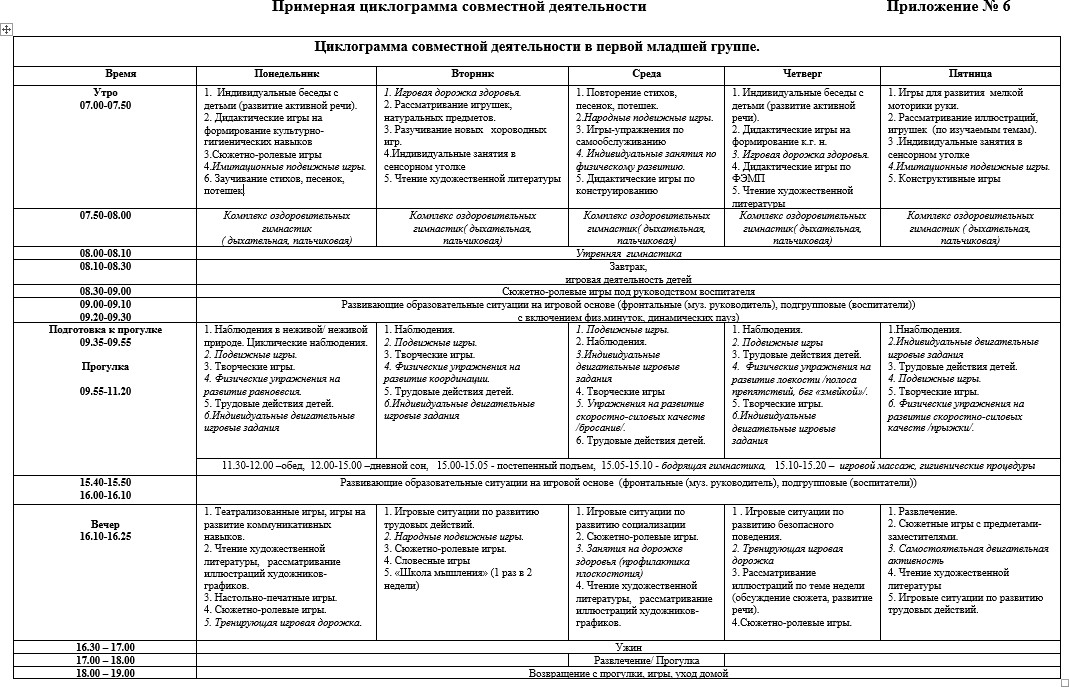 Примерная циклограмма совместной деятельности Приложение № 6
Циклограмма совместной деятельности в первой младшей группе.
Время Понедельник Вторник Среда Четверг Пятница
Утро
07.00-07.50
1. Индивидуальные беседы с
детьми (развитие активной речи).
2. Дидактические игры на
формирование культурно-
гигиенических навыков
3.Сюжетно-ролевые игры
4.Имитационные подвижные игры.
6. Заучивание стихов, песенок,
потешек
1. Игровая дорожка здоровья.
2. Рассматривание игрушек,
натуральных предметов.
3. Разучивание новых хороводных
игр.
4.Индивидуальные занятия в
сенсорном уголке
5. Чтение художественной литературы
1. Повторение стихов,
песенок, потешек.
2.Народные подвижные игры.
3. Игры-упражнения по
самообслуживанию
4. Индивидуальные занятия по
физическому развитию.
5. Дидактические игры по
конструированию
1. Индивидуальные беседы с
детьми (развитие активной
речи).
2. Дидактические игры на
формирование к.г. н.
3. Игровая дорожка здоровья.
4. Дидактические игры по
ФЭМП
5. Чтение художественной
литературы
1. Игры для развития мелкой
моторики руки.
2. Рассматривание иллюстраций,
игрушек (по изучаемым темам).
3 .Индивидуальные занятия в
сенсорном уголке
4.Имитационные подвижные игры.
5. Конструктивные игры
07.50-08.00
Комплекс оздоровительных
гимнастик
( дыхательная, пальчиковая)
Комплекс оздоровительных
гимнастик( дыхательная,
пальчиковая)
Комплекс оздоровительных
гимнастик( дыхательная,
пальчиковая)
Комплекс оздоровительных
гимнастик( дыхательная,
пальчиковая)
Комплекс оздоровительных
гимнастик ( дыхательная,
пальчиковая)
08.00-08.10 Утренняя гимнастика
08.10-08.30 Завтрак,
игровая деятельность детей
08.30-09.00 Сюжетно-ролевые игры под руководством воспитателя
09.00-09.10 Развивающие образовательные ситуации на игровой основе (фронтальные (муз. руководитель), подгрупповые (воспитатели))
09.20-09.30 с включением физ.минуток, динамических пауз)
Подготовка к прогулке
09.35-09.55
Прогулка
09.55-11.20
1. Наблюдения в неживой/ неживой
природе. Циклические наблюдения.
2. Подвижные игры.
3. Творческие игры.
4. Физические упражнения на
развитие равновесия.
5. Трудовые действия детей.
6.Индивидуальные двигательные
игровые задания
1. Наблюдения.
2. Подвижные игры.
3. Творческие игры.
4. Физические упражнения на
развитие координации.
5. Трудовые действия детей.
6.Индивидуальные двигательные
игровые задания
1. Подвижные игры.
2. Наблюдения.
3.Индивидуальные
двигательные игровые
задания
4. Творческие игры
5. Упражнения на развитие
скоростно-силовых качеств
/бросание/.
6. Трудовые действия детей.
1. Наблюдения.
2. Подвижные игры
3. Трудовые действия детей.
4. Физические упражнения на
развитие ловкости /полоса
препятствий, бег «змейкой»/.
5. Творческие игры.
6.Индивидуальные
двигательные игровые
задания
1.Ннаблюдения.
2.Индивидуальные двигательные
игровые задания
3. Трудовые действия детей.
4. Подвижные игры.
5. Творческие игры.
6. Физические упражнения на
развитие скоростно-силовых
качеств /прыжки/.
11.30-12.00 –обед, 12.00-15.00 –дневной сон, 15.00-15.05 - постепенный подъем, 15.05-15.10 - бодрящая гимнастика, 15.10-15.20 – игровой массаж, гигиенические процедуры
15.40-15.50 Развивающие образовательные ситуации на игровой основе (фронтальные (муз. руководитель), подгрупповые (воспитатели))
16.00-16.10
Вечер
16.10-16.25
1. Театрализованные игры, игры на
развитие коммуникативных
навыков.
2. Чтение художественной
литературы, рассматривание
иллюстраций художников-
графиков.
3. Настольно-печатные игры.
4. Сюжетно-ролевые игры.
5. Тренирующая игровая дорожка.
1. Игровые ситуации по развитию
трудовых действий.
2. Народные подвижные игры.
3. Сюжетно-ролевые игры.
4. Словесные игры
5. «Школа мышления» (1 раз в 2
недели)
1. Игровые ситуации по
развитию социализации
2. Сюжетно-ролевые игры.
3. Занятия на дорожке
здоровья (профилактика
плоскостопия)
4. Чтение художественной
литературы, рассматривание
иллюстраций художников-
графиков.
1 . Игровые ситуации по
развитию безопасного
поведения.
2. Тренирующая игровая
дорожка
3. Рассматривание
иллюстраций по теме недели
(обсуждение сюжета, развитие
речи).
4.Сюжетно-ролевые игры.
1. Развлечение.
2. Сюжетные игры с предметами-
заместителями.
3. Самостоятельная двигательная
активность
4. Чтение художественной
литературы
5. Игровые ситуации по развитию
трудовых действий.
16.30 – 17.00 Ужин
17.00 - 18.00 Развлечение/ Прогулка
18.00 – 19.00 Возвращение с прогулки, игры, уход домой